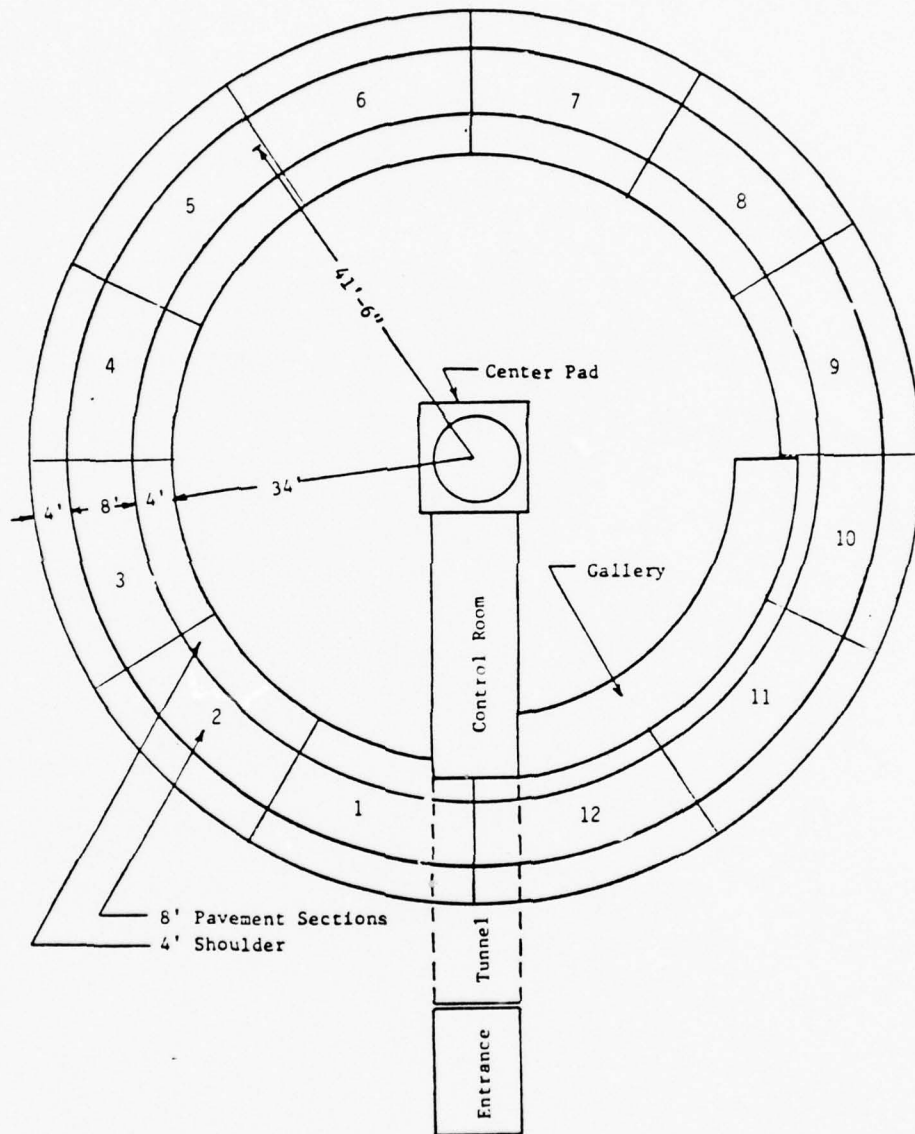 6
7
5
8
41'-6"
4
Center Pad
9
34'
4'
8'
4'
10
3
Gallery
Control Room
2
11
1
12
8' Pavement Sections
4' Shoulder
Tunnel
Entrance